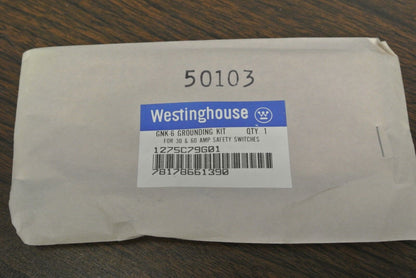 50103
Westinghouse W
GNK 6 GROUNDING KIT QTY 1
FOR 30 & 60 AMP SAFETY SWITCHES
1275C79G01
78178661390